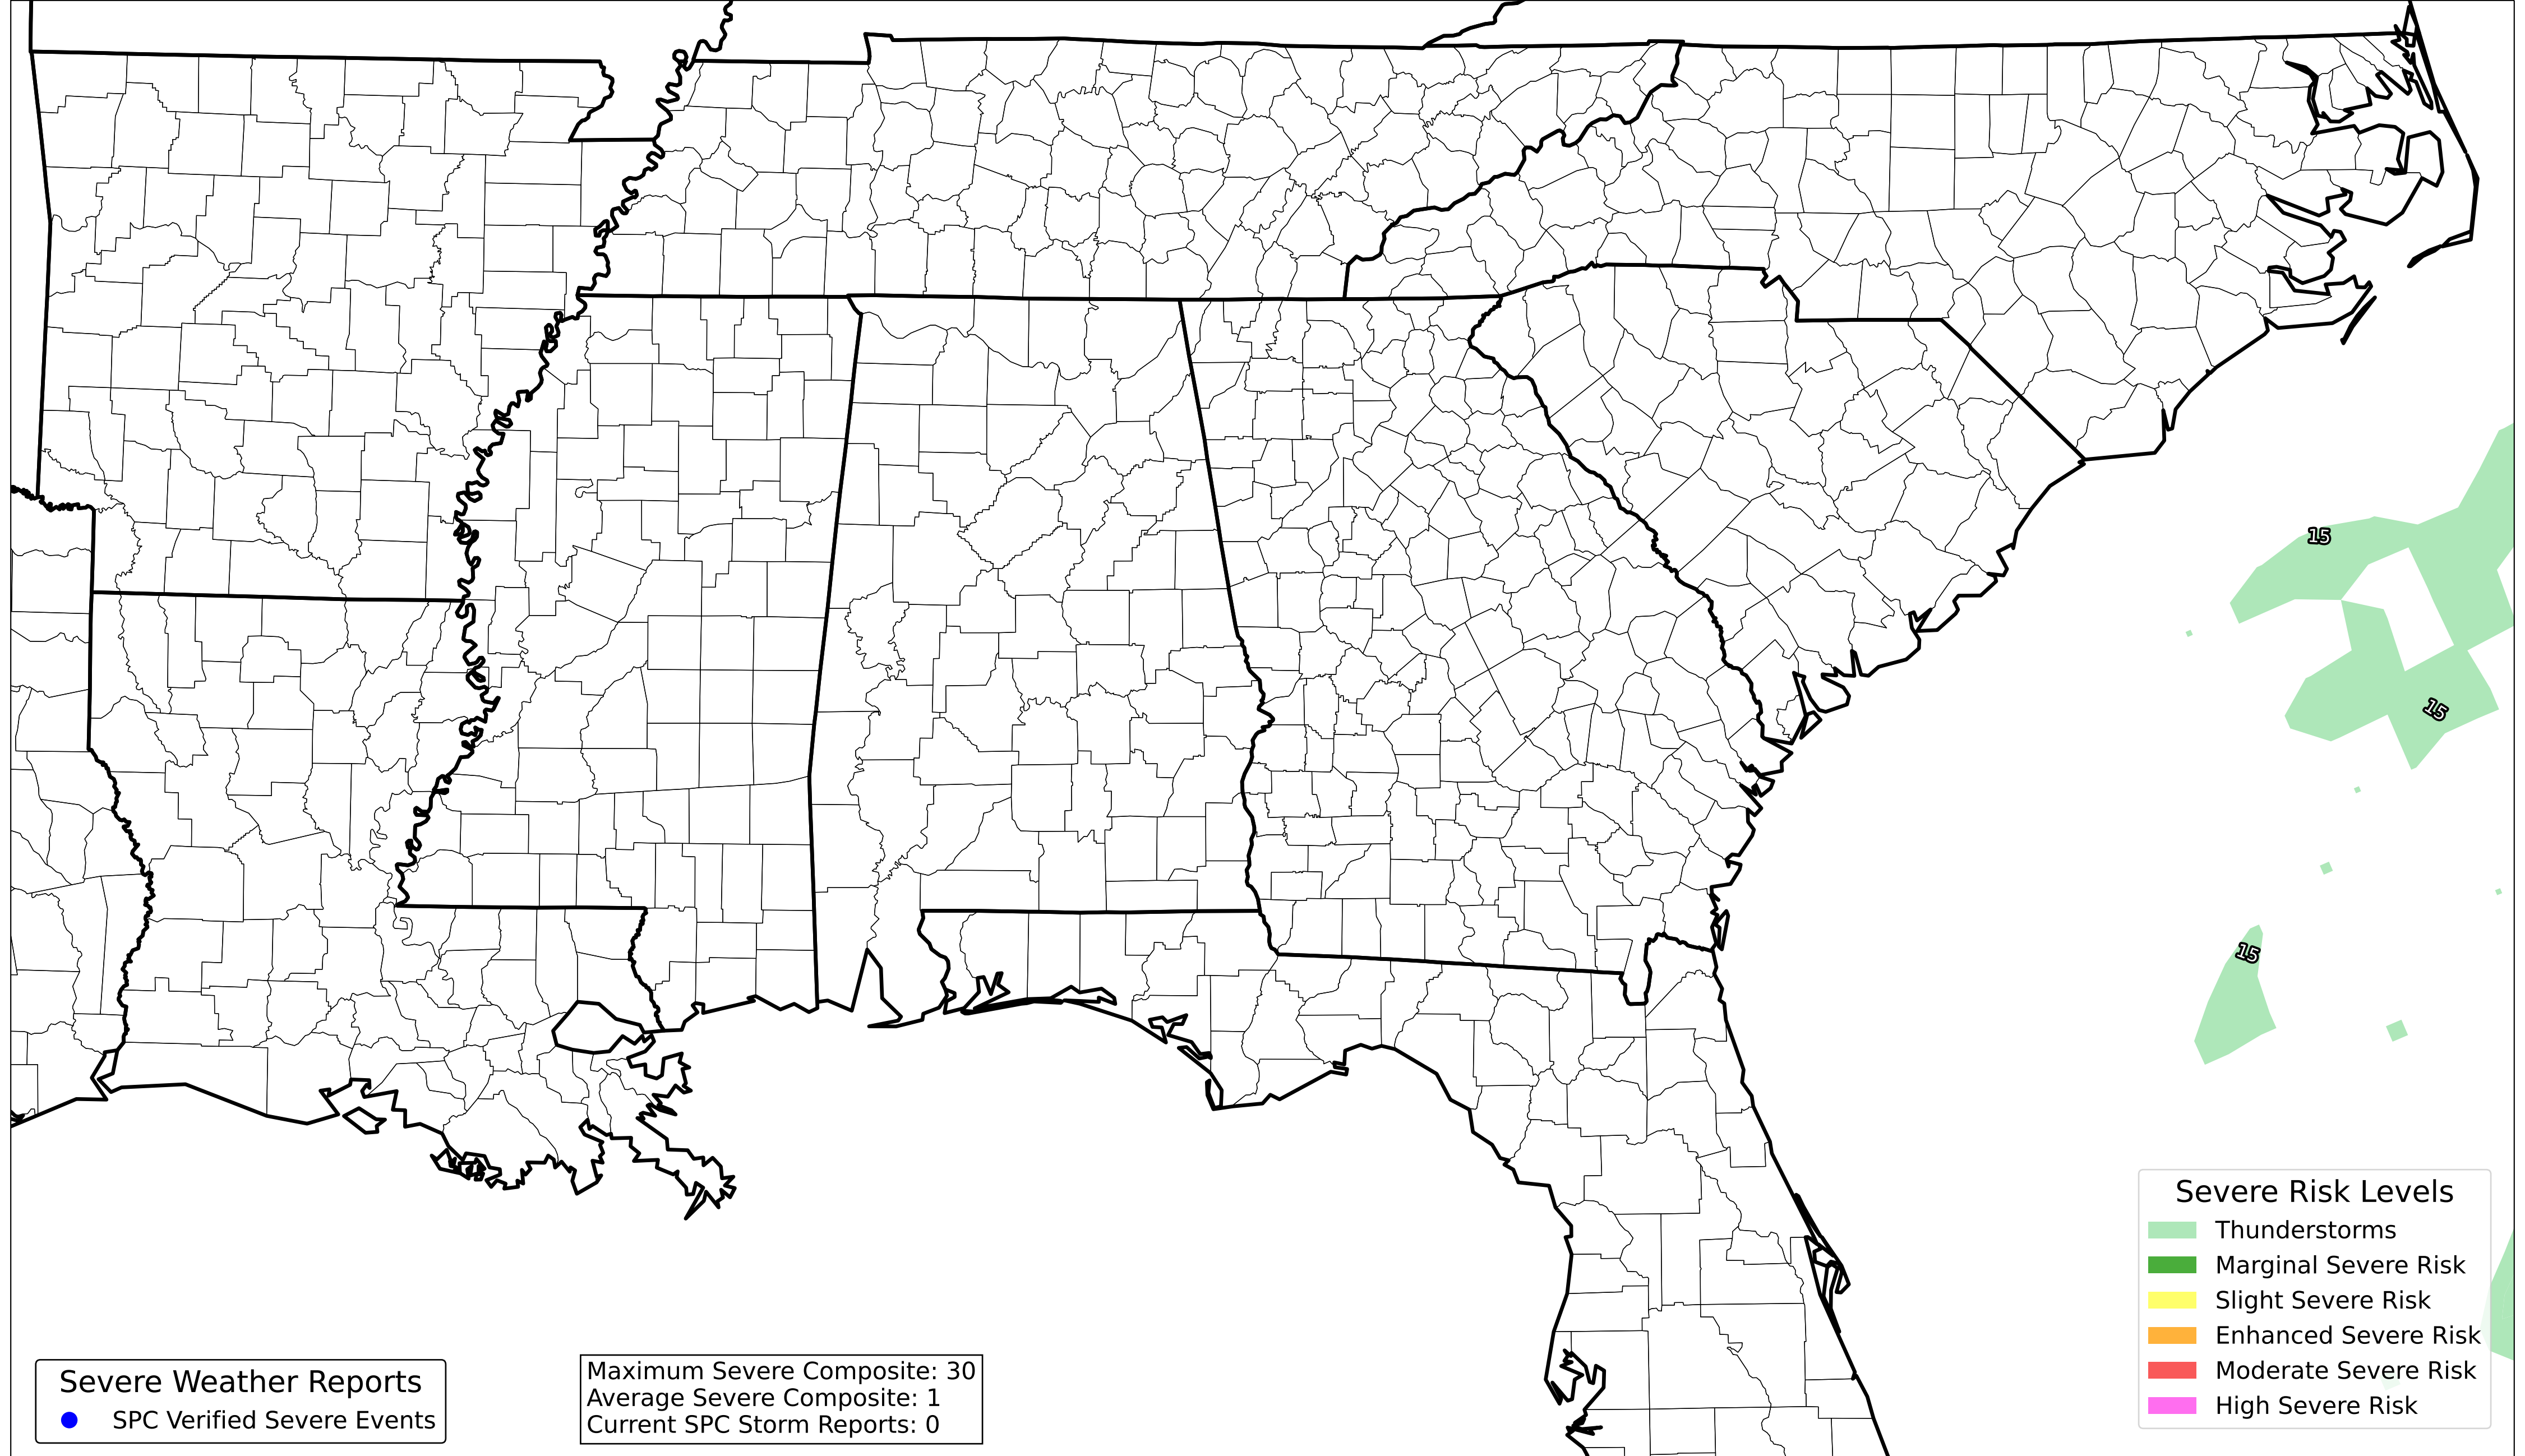 15
15
15
Severe Risk Levels
Thunderstorms
Marginal Severe Risk
Slight Severe Risk
Enhanced Severe Risk
Moderate Severe Risk
High Severe Risk
Severe Weather Reports
SPC Verified Severe Events
Maximum Severe Composite: 30
Average Severe Composite: 1
Current SPC Storm Reports: 0